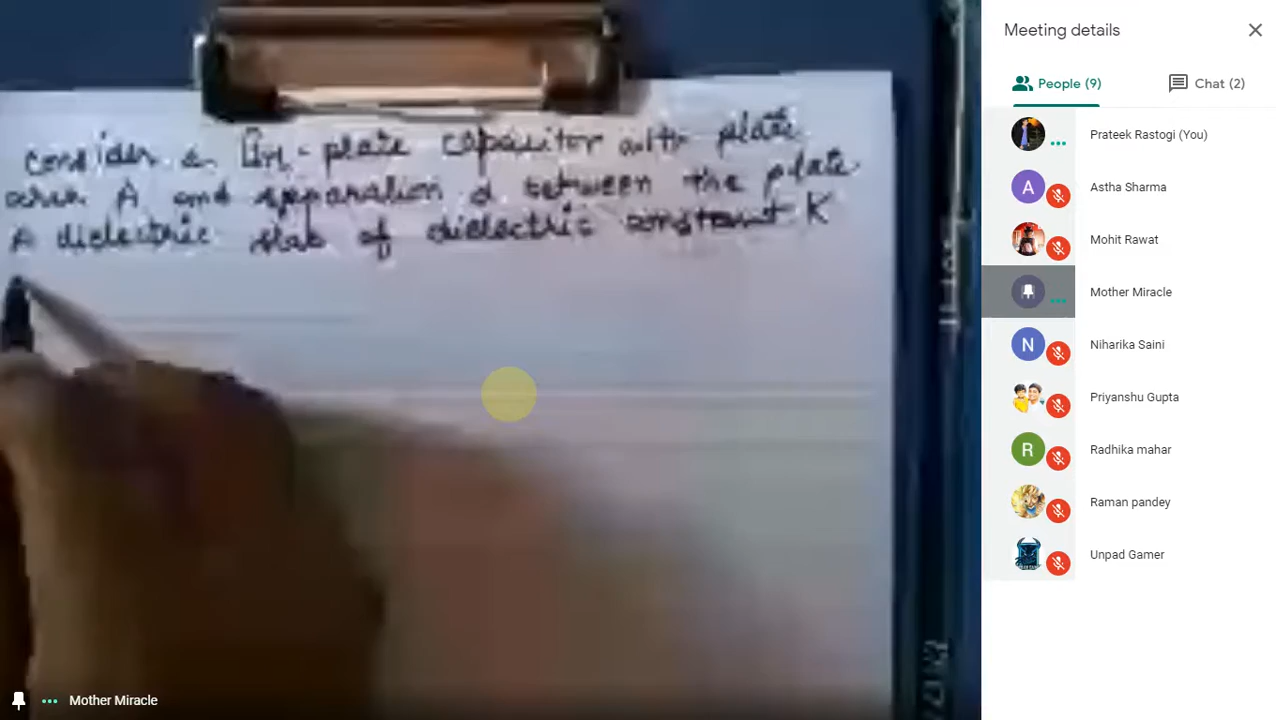 consider a llel - plate capacitor with plate
area A and separation d between the plate
A dielectric slab of dielectric constant K
Mother Miracle
Meeting details
People (9)
Chat (2)
Prateek Rastogi (You)
A
Astha Sharma
Mohit Rawat
Mother Miracle
N
Niharika Saini
Priyanshu Gupta
R
Radhika mahar
Raman pandey
Unpad Gamer